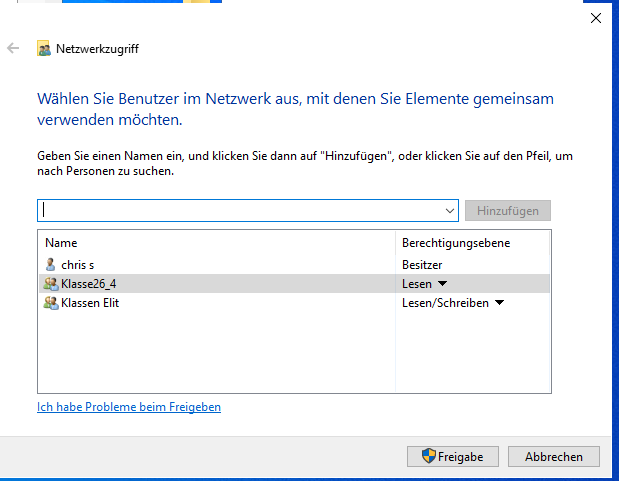 Netzwerkzugriff
Wählen Sie Benutzer im Netzwerk aus, mit denen Sie Elemente gemeinsam
verwenden möchten.
Geben Sie einen Namen ein, und klicken Sie dann auf "Hinzufügen", oder klicken Sie auf den Pfeil, um
nach Personen zu suchen.
Hinzufügen
Name Berechtigungsebene
chris s Besitzer
Klasse26_4 Lesen
Klassen Elit Lesen/Schreiben
Ich habe Probleme beim Freigeben
Freigabe Abbrechen